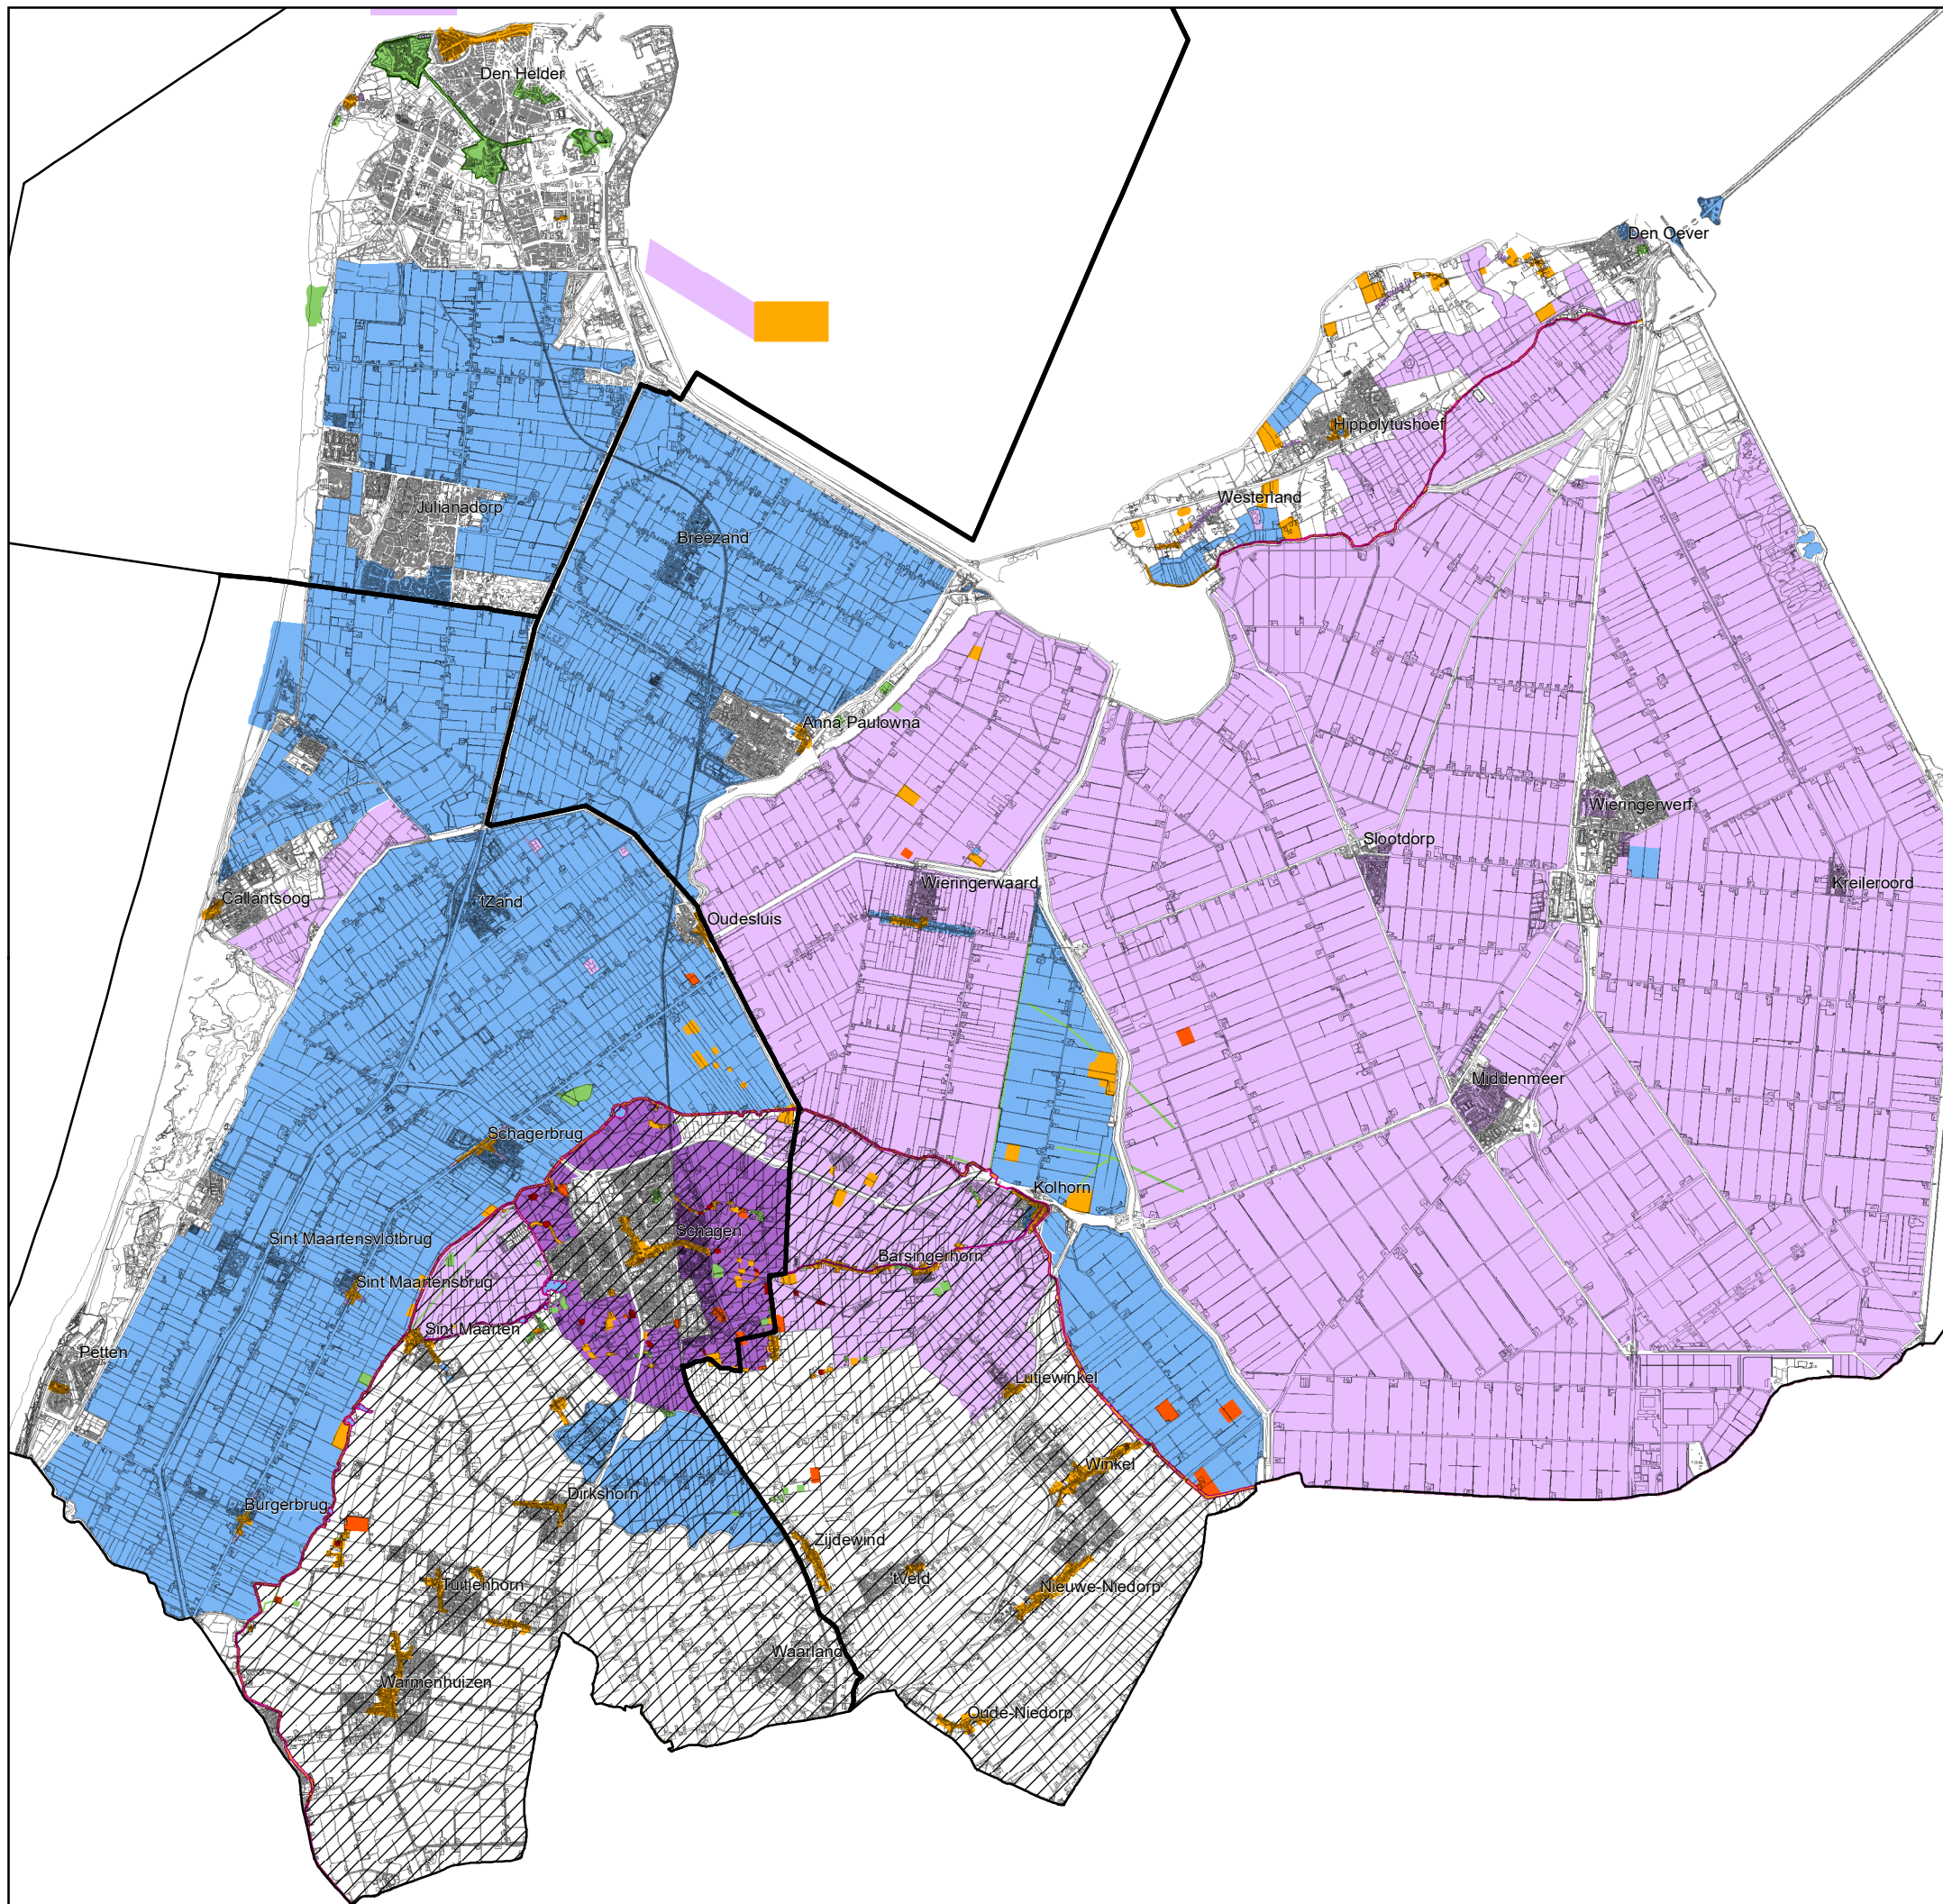 Den Helder
Den Oever
Hippolytushoef
Westerland
Julianadorp
Breezand
Anna Paulowna
Wieringerwerf
Slootdorp
Wieringerwaard
Kreileroord
Callantsoog
'tZand
Oudesluis
Middenmeer
Schagerbrug
Kolhorn
Schagen
Sint Maartensvlotbrug
Barsingerhorn
Sint Maartensbrug
Sint Maarten
Petten
Lutjewinkel
Winkel
Dirkshorn
Burgerbrug
Zijdewind
'tVeld
Tuitjenhorn
Nieuwe-Niedorp
Waarland
Warmenhuizen
Oude-Niedorp